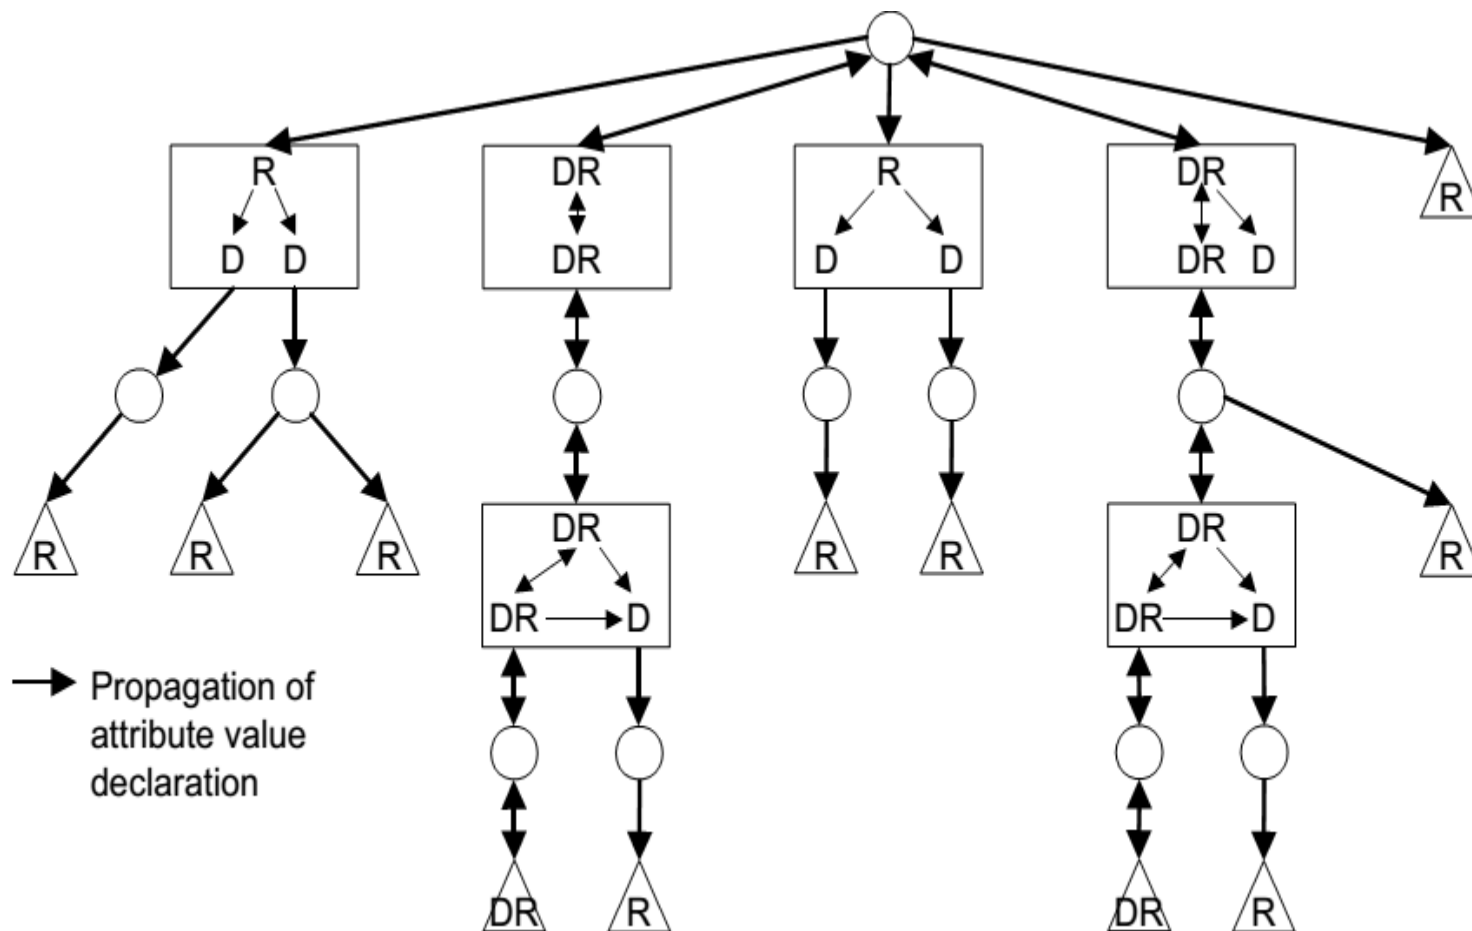 R DR R DR R
D D DR D D DR D
R R R DR R R DR R
DR D DR D
Propagation of
attribute value
declaration
DR R DR R